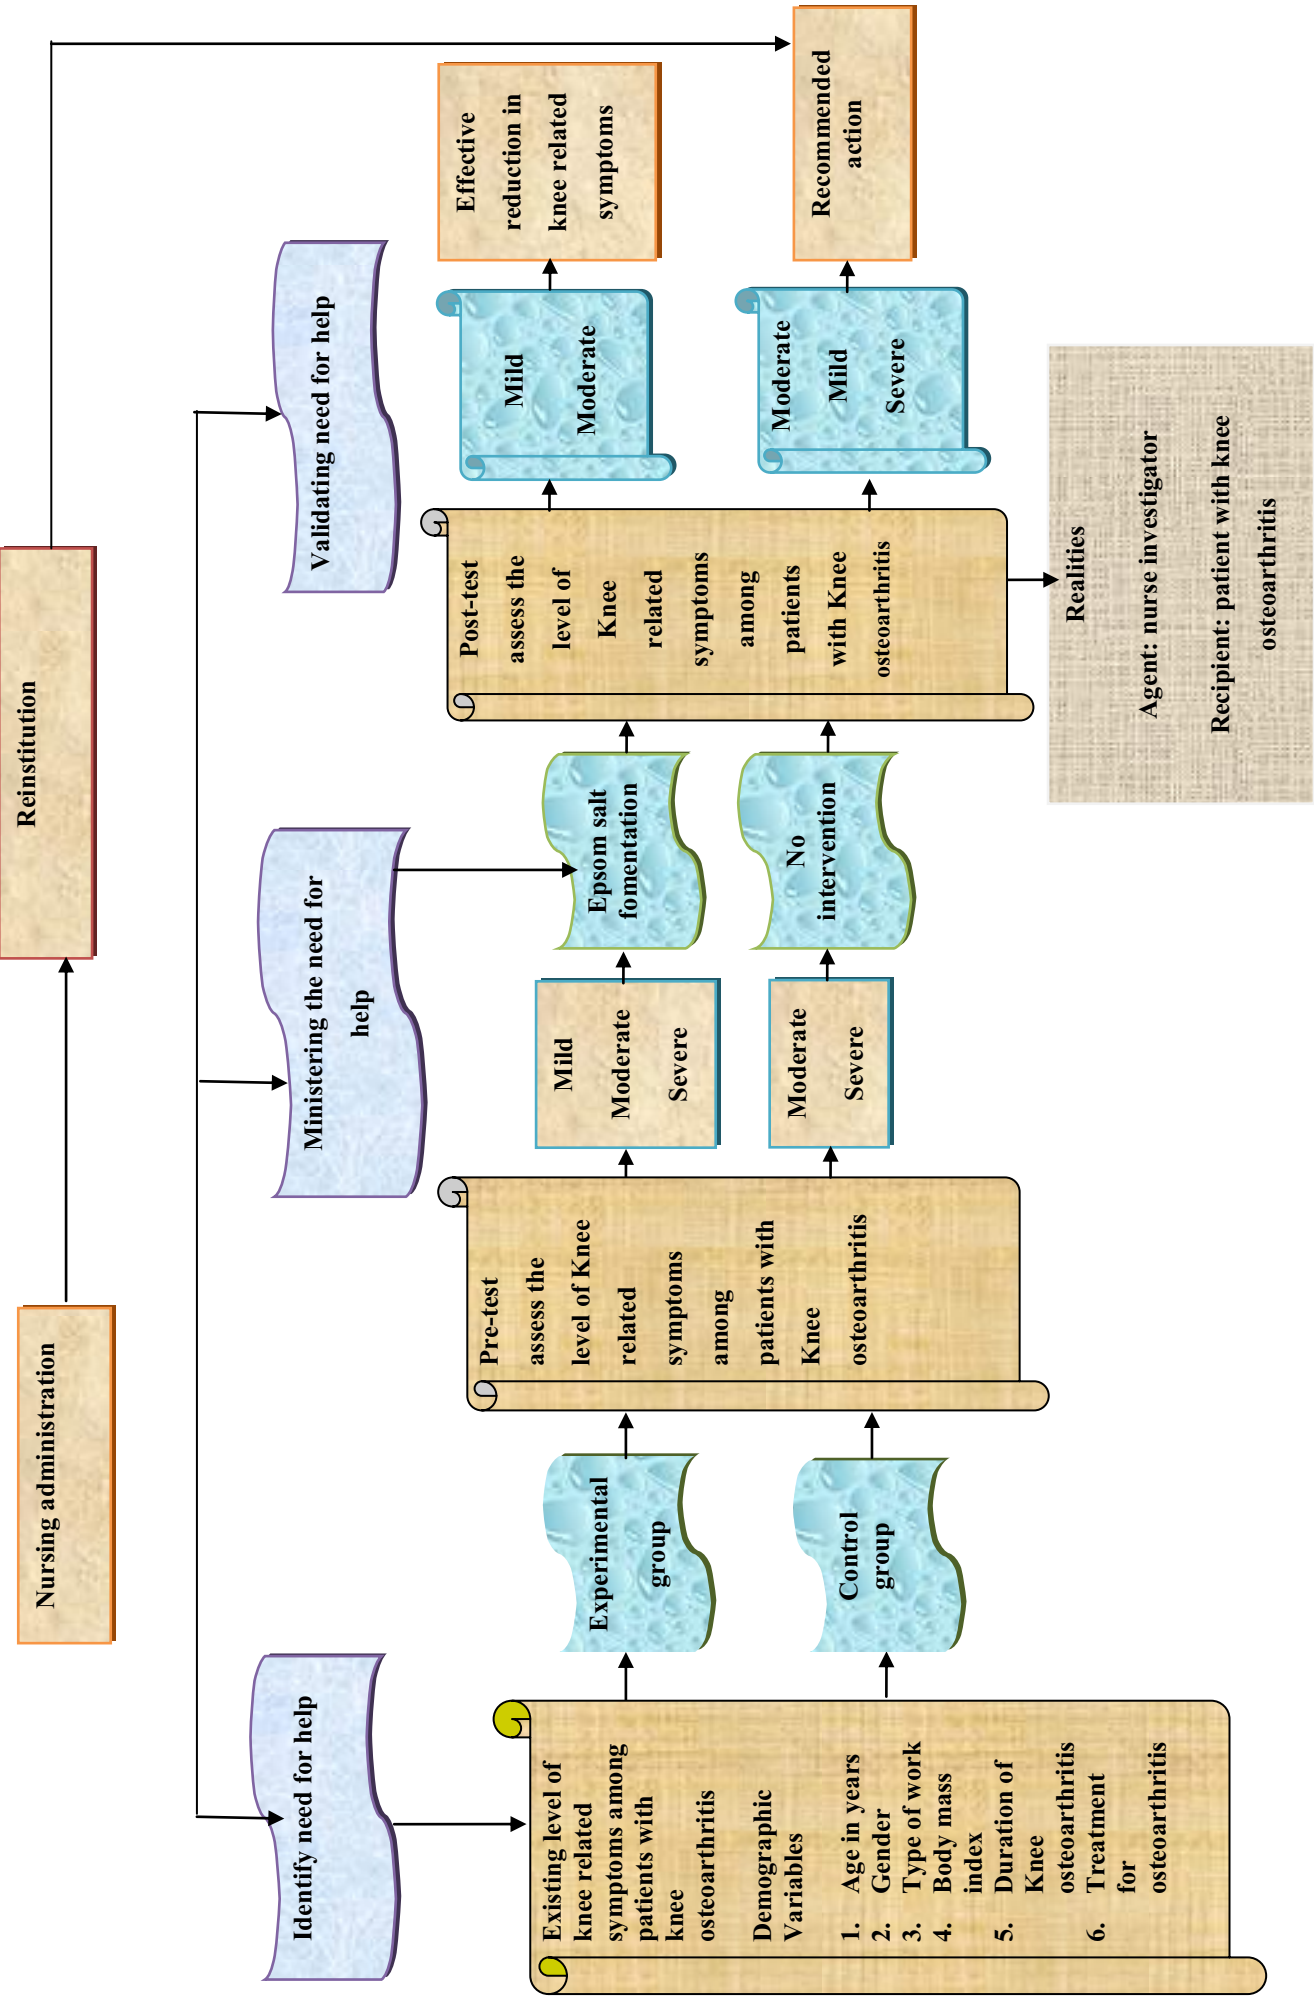 Nursing administration
Reinstitution
Identify need for help
Ministering the need for
help
Validating need for help
Existing level of
knee related
symptoms among
patients with
knee
osteoarthritis
Demographic
Variables
1. Age in years
2. Gender
3. Type of work
4. Body mass
index
5. Duration of
Knee
osteoarthritis
6. Treatment
for
osteoarthritis
Experimental
group
Control
group
Pre-test
assess the
level of Knee
related
symptoms
among
patients with
Knee
osteoarthritis
Mild
Moderate
Severe
Moderate
Severe
Epsom salt
fomentation
No
intervention
Post-test
assess the
level of
Knee
related
symptoms
among
patients
with Knee
osteoarthritis
Mild
Moderate
Moderate
Mild
Severe
Effective
reduction in
knee related
symptoms
Recommended
action
Realities
Agent: nurse investigator
Recipient: patient with knee
osteoarthritis